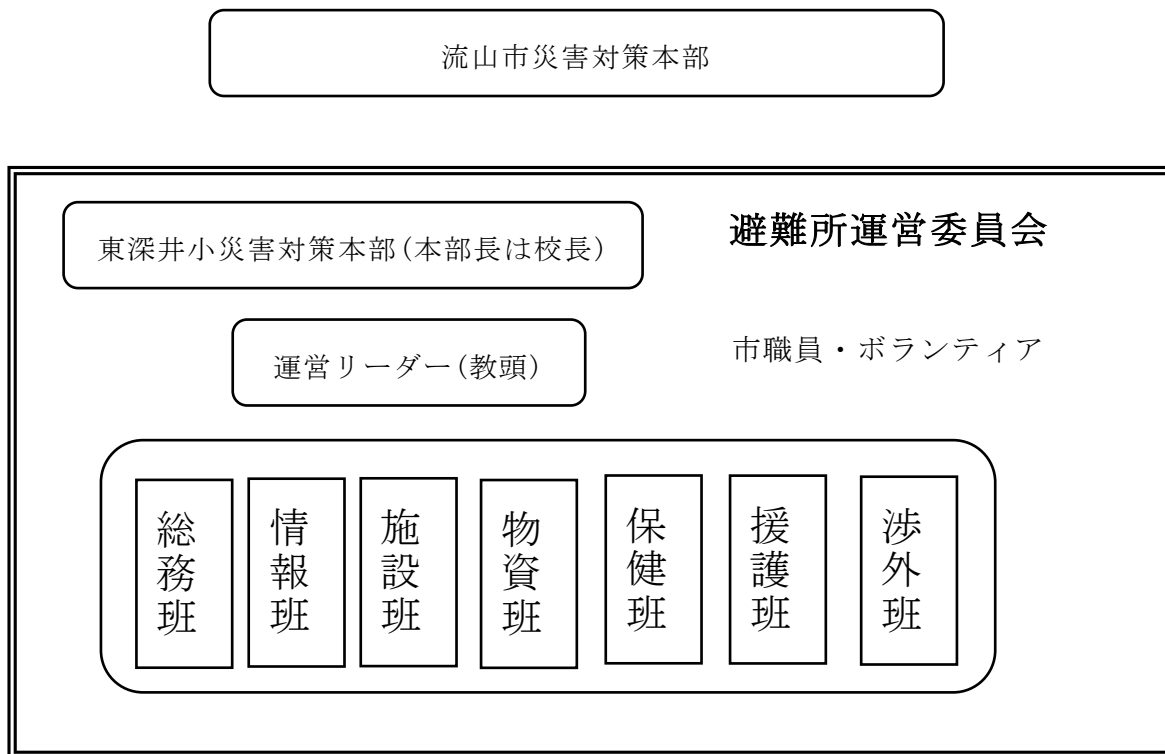 流山市災害対策本部
避難所運営委員会
東深井小災害対策本部(本部長は校長)
市職員・ボランティア
運営リーダー(教頭)
総務班
情報班
施設班
物資班
保健班
援護班
渉外班